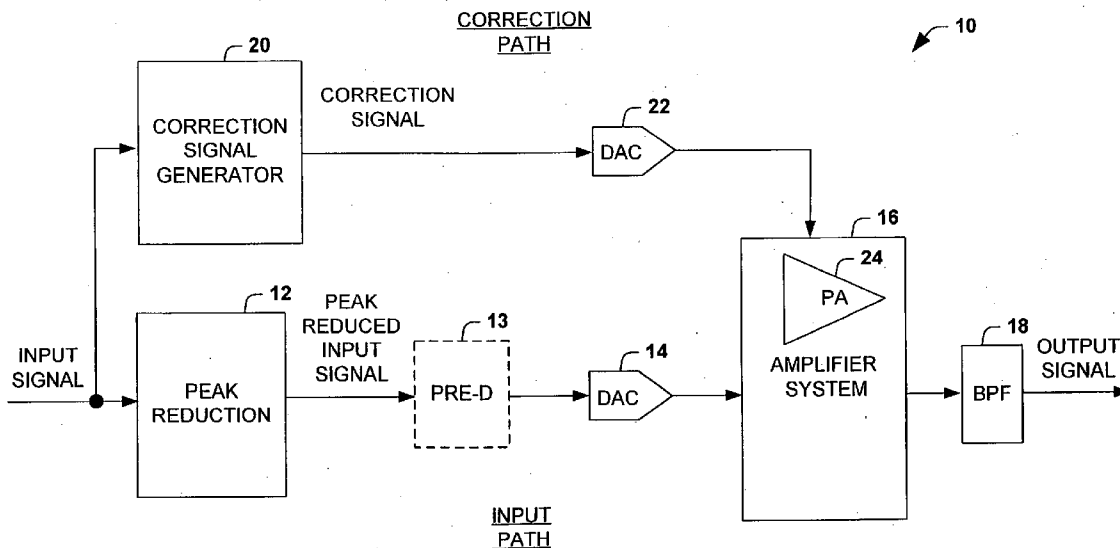 CORRECTION
PATH
10
20
CORRECTION
SIGNAL
GENERATOR
CORRECTION
SIGNAL
22
DAC
16
24
PA
AMPLIFIER
SYSTEM
12
PEAK
REDUCTION
INPUT
SIGNAL
PEAK
REDUCED
INPUT
SIGNAL
13
PRE-D
14
DAC
18
BPF
OUTPUT
SIGNAL
INPUT
PATH